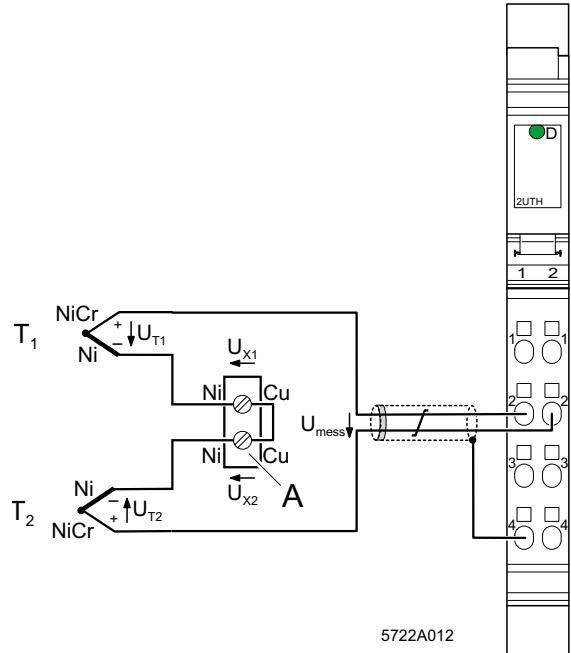 D
2UTH
1 2
NiCr
+
T1
UT1
Ni
–
UX1
Ni Cu
1 1
2 2
Umess
Ni Cu
A
UX2
3 3
Ni
–
T2
UT2
+
NiCr
4 4
5722A012